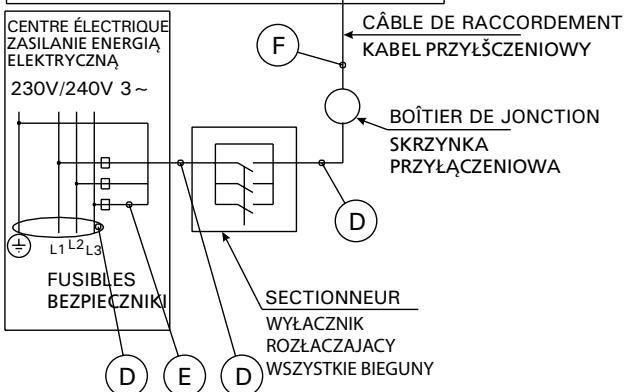 CENTRE ÉLECTRIQUE
ZASILANIE ENERGIĄ
ELEKTRYCZNĄ
230V/240V 3~
L1 L2 L3
FUSIBLES
BEZPIECZNIKI
D
E
D
F
CÂBLE DE RACCORDEMENT
KABEL PRZYŁŠCZENIOWY
BOÎTIER DE JONCTION
SKRZYNKA
PRZYŁĄCZENIOWA
D
SECTIONNEUR
WYŁACZNIK
ROZŁACZAJACY
WSZYSTKIE BIEGUNY